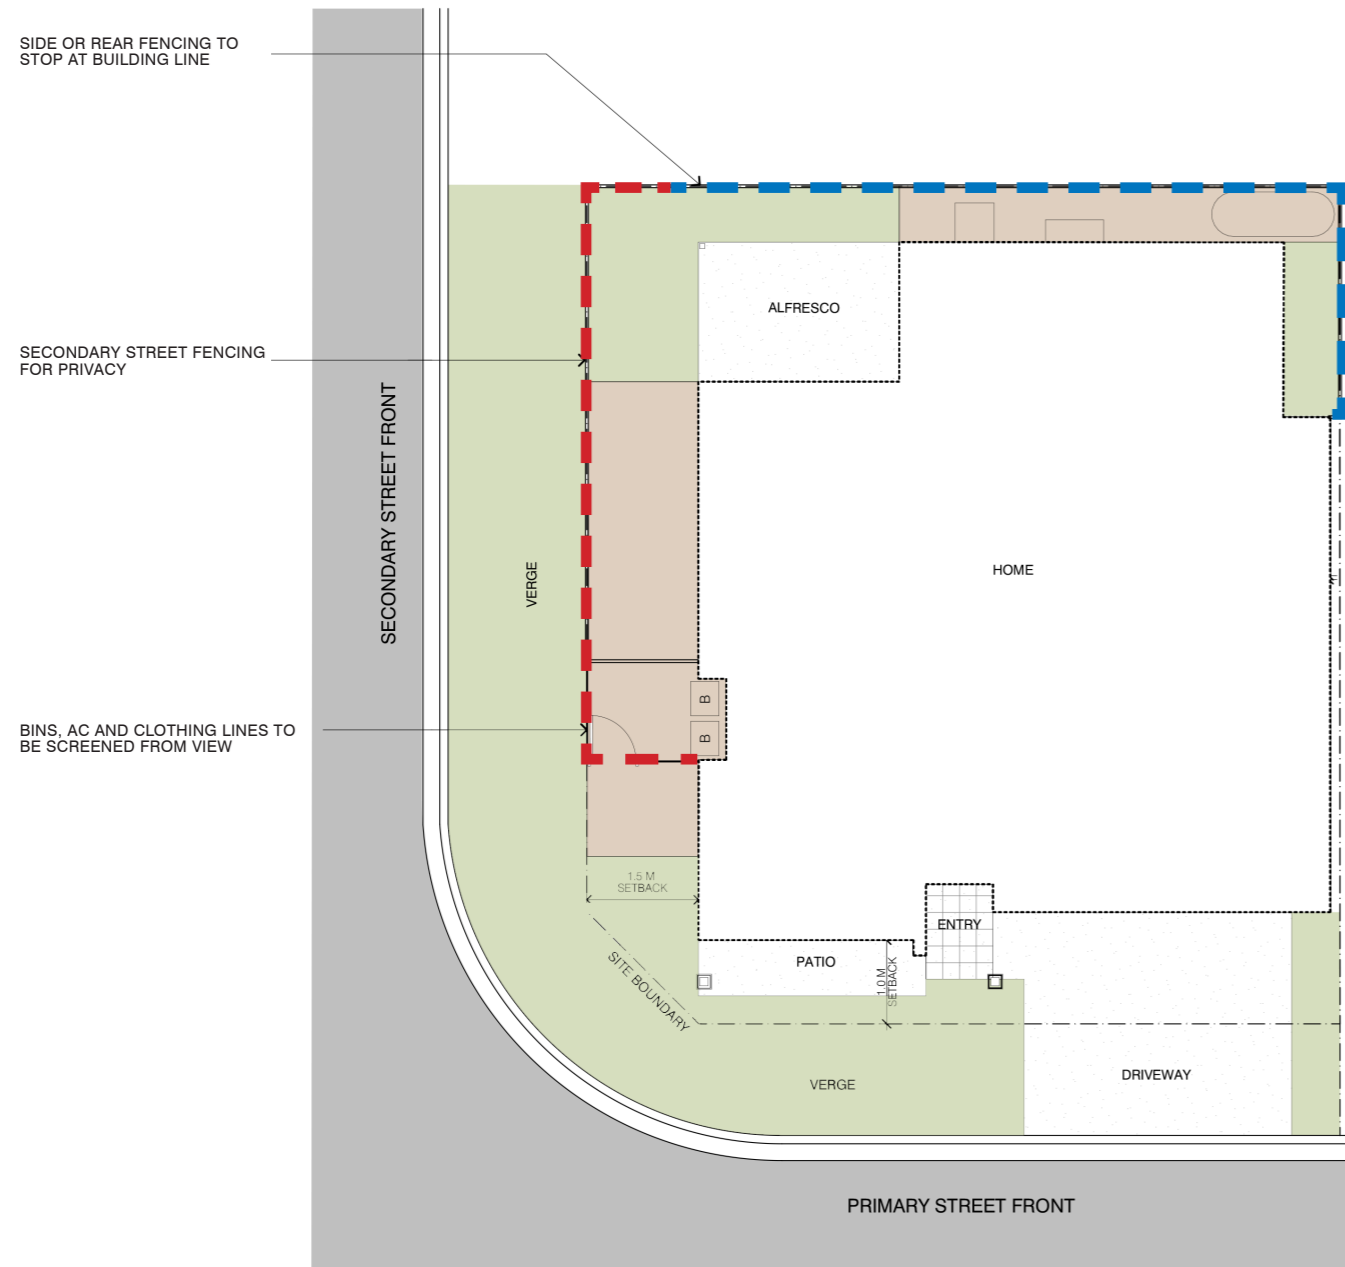 SIDE OR REAR FENCING TO
STOP AT BUILDING LINE
ALFRESCO
SECONDARY STREET FENCING
FOR PRIVACY
SECONDARY STREET FRONT
VERGE
HOME
B
B
BINS, AC AND CLOTHING LINES TO
BE SCREENED FROM VIEW
1.5 M
SETBACK
ENTRY
PATIO
1.0 M
SETBACK
SITE BOUNDARY
DRIVEWAY
VERGE
PRIMARY STREET FRONT